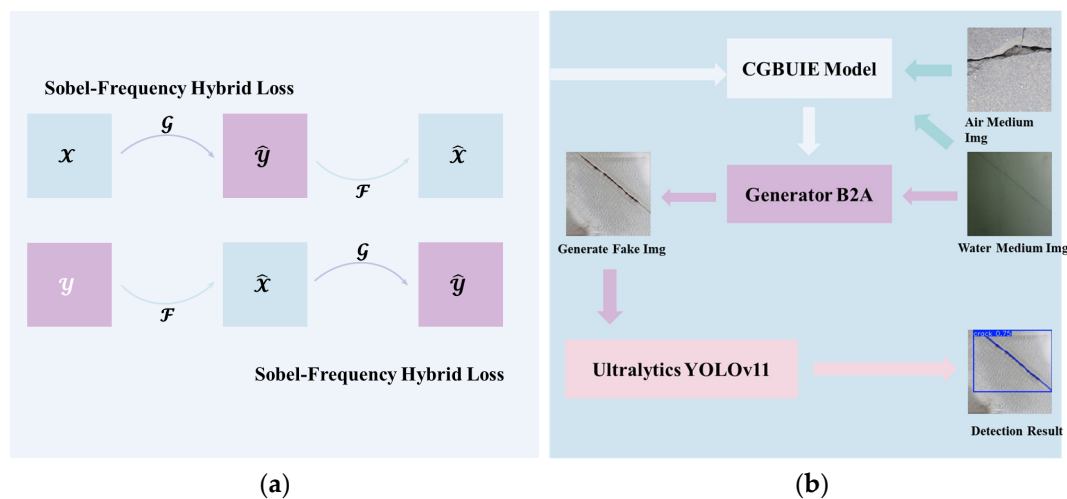 Sobel-Frequency Hybrid Loss
𝒢
𝓍 ŷ x̂
ℱ
𝒢
𝓎 x̂ ŷ
ℱ
Sobel-Frequency Hybrid Loss
(a)
CGBUIE Model
Air Medium
Img
Generator B2A
Generate Fake Img
Water Medium Img
crack 0.75
Ultralytics YOLOv11
Detection Result
(b)